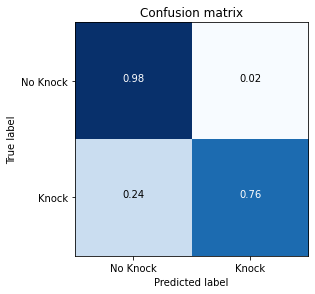 Confusion matrix
True label
No Knock
0.98
0.02
Knock
0.24
0.76
No Knock
Knock
Predicted label